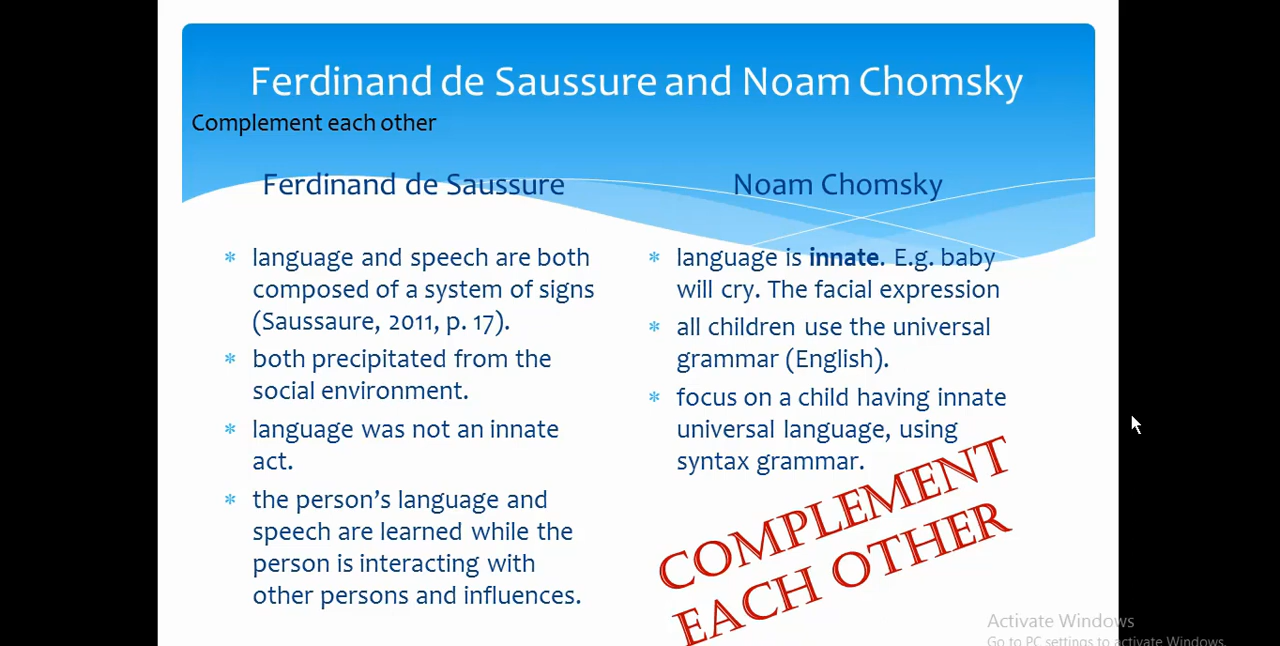 Ferdinand de Saussure and Noam Chomsky
Complement each other
Ferdinand de Saussure
language and speech are both
composed of a system of signs
(Saussaure, 2011, p. 17).
both precipitated from the
social environment.
language was not an innate
act.
the person's language and
speech are learned while the
person is interacting with
other persons and influences.
Noam Chomsky
language is innate. E.g. baby
will cry. The facial expression
all children use the universal
grammar (English).
focus on a child having innate
universal language, using
syntax grammar.
COMPLEMENT
EACH OTHER
Activate Windows
Go to PC settings to activate Windows.